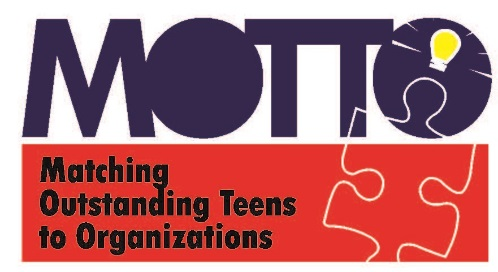 MOTTO
Matching
Outstanding Teens
to Organizations